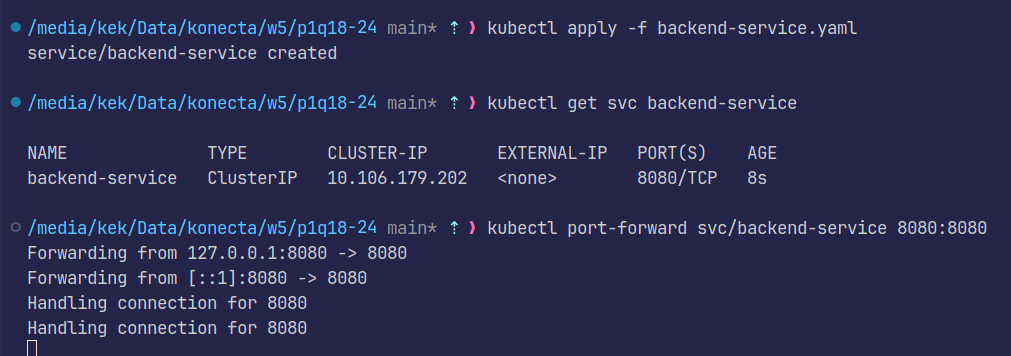 /media/kek/Data/konecta/w5/p1q18-24 main* ⇡ ❯ kubectl apply -f backend-service.yaml
service/backend-service created
/media/kek/Data/konecta/w5/p1q18-24 main* ⇡ ❯ kubectl get svc backend-service
NAME TYPE CLUSTER-IP EXTERNAL-IP PORT(S) AGE
backend-service ClusterIP 10.106.179.202 <none> 8080/TCP 8s
/media/kek/Data/konecta/w5/p1q18-24 main* ⇡ ❯ kubectl port-forward svc/backend-service 8080:8080
Forwarding from 127.0.0.1:8080 -> 8080
Forwarding from [::1]:8080 -> 8080
Handling connection for 8080
Handling connection for 8080